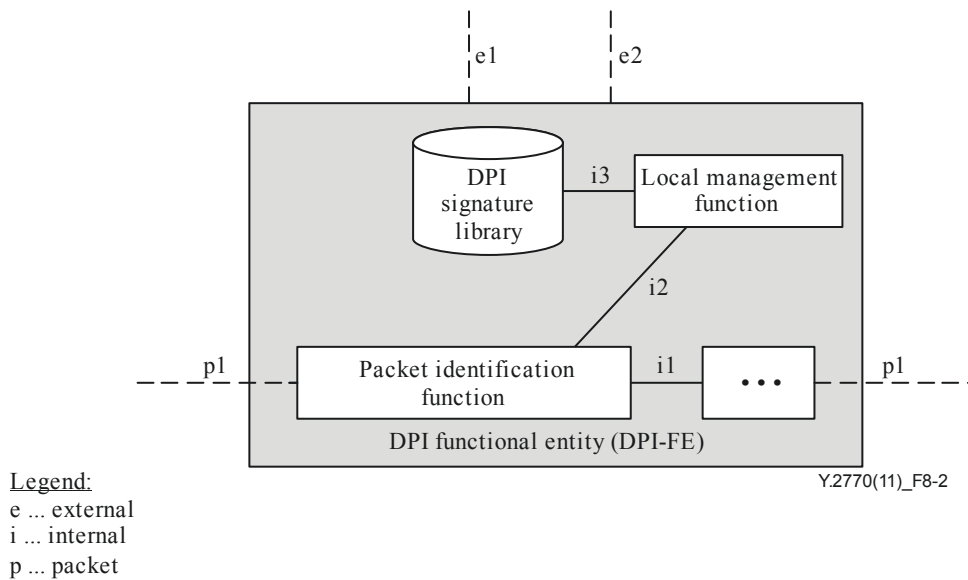 e1
e2
DPI
signature
library
i3
Local management
function
i2
p1
Packet identification
function
i1
•••
p1
DPI functional entity (DPI-FE)
Y.2770(11)_F8-2
Legend:
e ... external
i ... internal
p ... packet